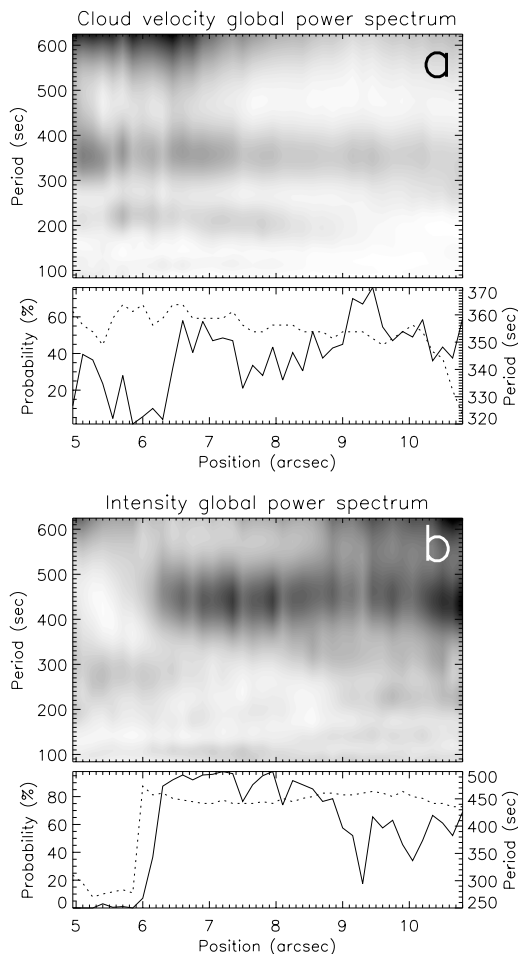 Cloud velocity global power spectrum
a
Period (sec)
600
500
400
300
200
100
Probability (%)
60
40
20
370
360
350
340
330
320
Period (sec)
5 6 7 8 9 10
Position (arcsec)
Intensity global power spectrum
b
Period (sec)
600
500
400
300
200
100
Probability (%)
80
60
40
20
0
500
450
400
350
300
250
Period (sec)
5 6 7 8 9 10
Position (arcsec)